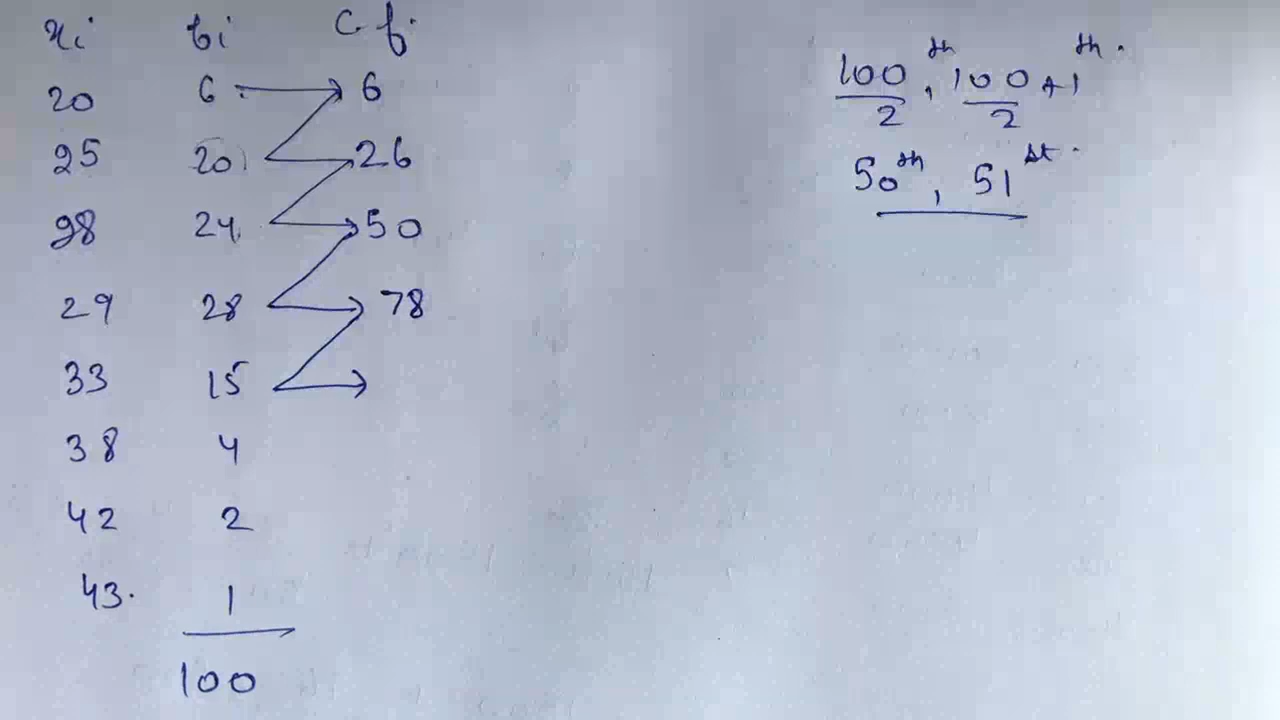 xi fi C.f.
20 6 6
25 20 26
28 24 50
29 28 78
33 15
38 4
42 2
43. 1
100
100/2 th, 100/2 +1 th.
50th, 51st.